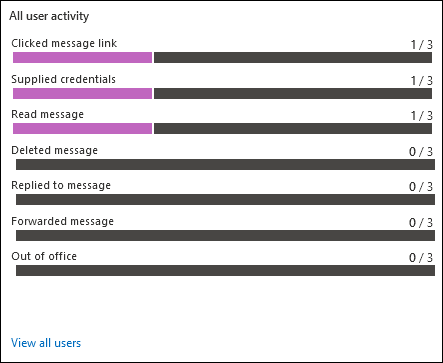 All user activity
Clicked message link 1 / 3
Supplied credentials 1 / 3
Read message 1 / 3
Deleted message 0 / 3
Replied to message 0 / 3
Forwarded message 0 / 3
Out of office 0 / 3
View all users